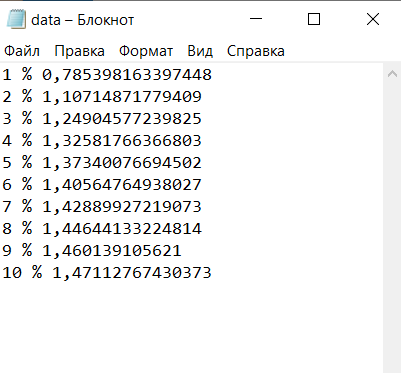 data – Блокнот
Файл Правка Формат Вид Справка
1 % 0,785398163397448
2 % 1,10714871779409
3 % 1,24904577239825
4 % 1,32581766366803
5 % 1,37340076694502
6 % 1,40564764938027
7 % 1,42889927219073
8 % 1,44644133224814
9 % 1,460139105621
10 % 1,47112767430373